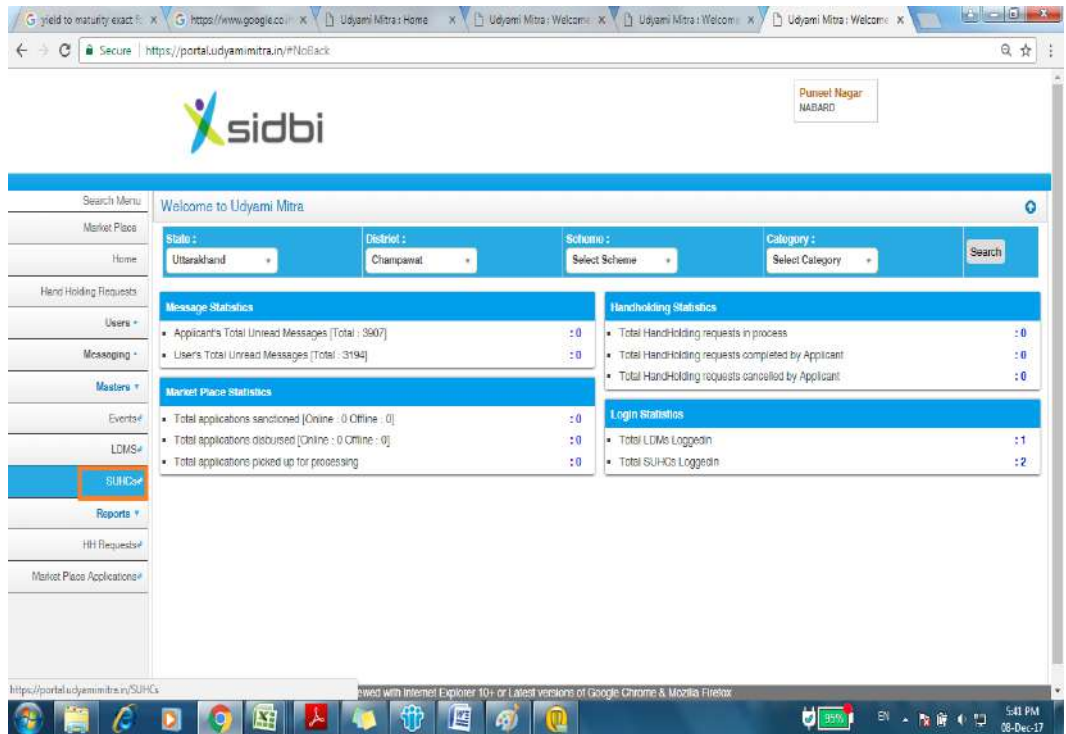 yield to maturity exact f
https://www.google.co.in
Udyami Mitra : Home
Udyami Mitra : Welcome
Udyami Mitra : Welcome
Udyami Mitra : Welcome
Secure
https://portal.udyamimitra.in/#NoBack
sidbi
Puneet Nagar
NABARD
Search Menu
Market Place
Home
Hand Holding Requests
Users
Messaging
Masters
Events
LDMS
SUHCs
Reports
HH Requests
Market Place Applications
Welcome to Udyami Mitra
State :
District :
Scheme :
Category :
Uttarakhand
Champawat
Select Scheme
Select Category
Search
Message Statistics
Applicant's Total Unread Messages [Total : 3907] : 0
User's Total Unread Messages [Total : 3194] : 0
Market Place Statistics
Total applications sanctioned [Online : 0 Offline : 0] : 0
Total applications disbursed [Online : 0 Offline : 0] : 0
Total applications picked up for processing : 0
Handholding Statistics
Total HandHolding requests in process : 0
Total HandHolding requests completed by Applicant : 0
Total HandHolding requests cancelled by Applicant : 0
Login Statistics
Total LDMs Loggedin : 1
Total SUHCs Loggedin : 2
https://portal.udyamimitra.in/SUHCs
ewed with Internet Explorer 10+ or Latest versions of Google Chrome & Mozilla Firefox
95%
EN
5:41 PM
08-Dec-17